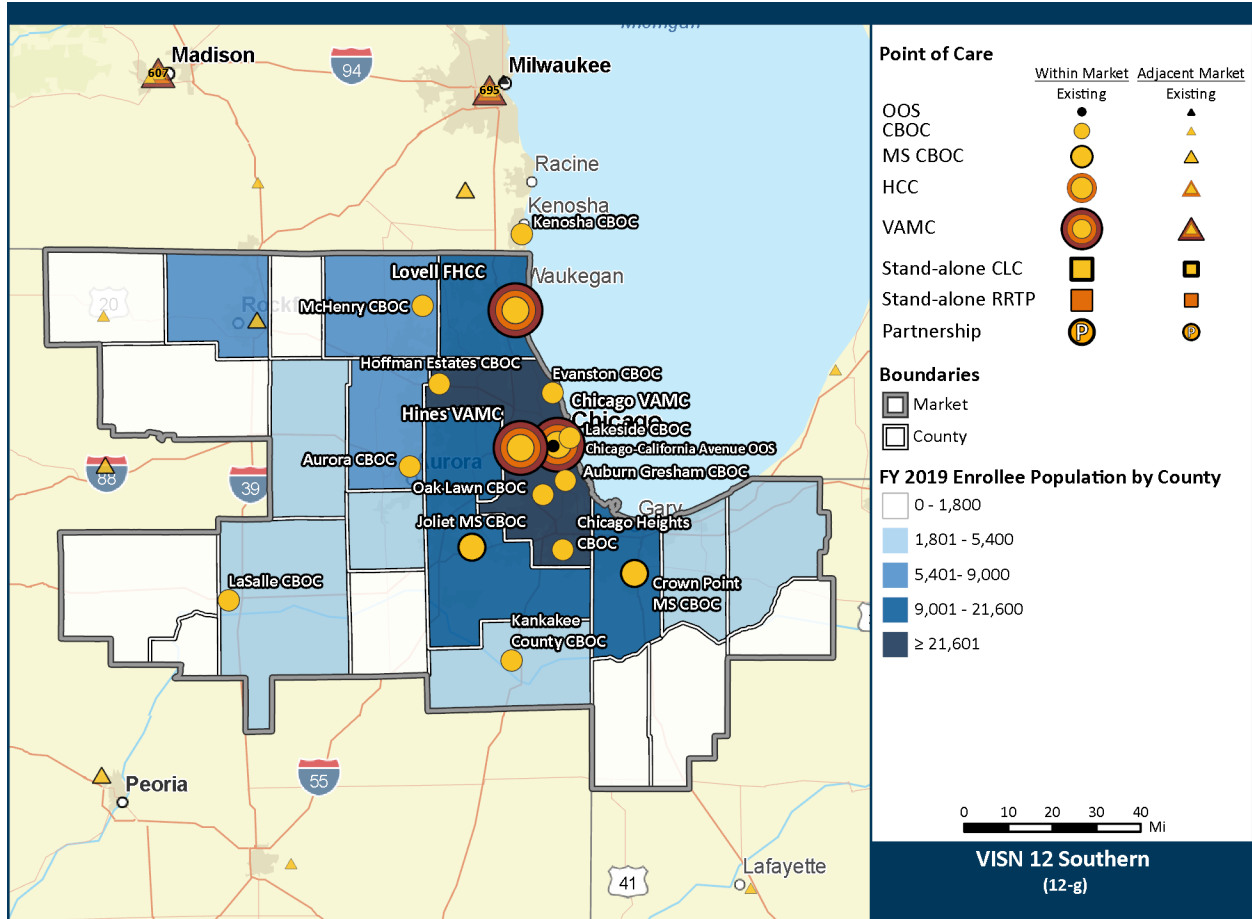 Michigan
Madison
607
94
Milwaukee
695
Racine
Kenosha
Kenosha CBOC
Lovell FHCC
Waukegan
20
Rockf
McHenry CBOC
Hoffman Estates CBOC
Evanston CBOC
Chicago VAMC
Hines VAMC
Chicago
Lakeside CBOC
Chicago-California Avenue OOS
Aurora CBOC
Aurora
Auburn Gresham CBOC
88
39
Oak Lawn CBOC
Gary
Joliet MS CBOC
Chicago Heights
CBOC
LaSalle CBOC
Crown Point
MS CBOC
Kankakee
County CBOC
Peoria
55
41
Lafayette
Point of Care
Within Market
Adjacent Market
Existing
Existing
OOS
CBOC
MS CBOC
HCC
VAMC
Stand-alone CLC
Stand-alone RRTP
Partnership
P
P
Boundaries
Market
County
FY 2019 Enrollee Population by County
0 - 1,800
1,801 - 5,400
5,401- 9,000
9,001 - 21,600
≥ 21,601
0 10 20 30 40
Mi
VISN 12 Southern
(12-g)